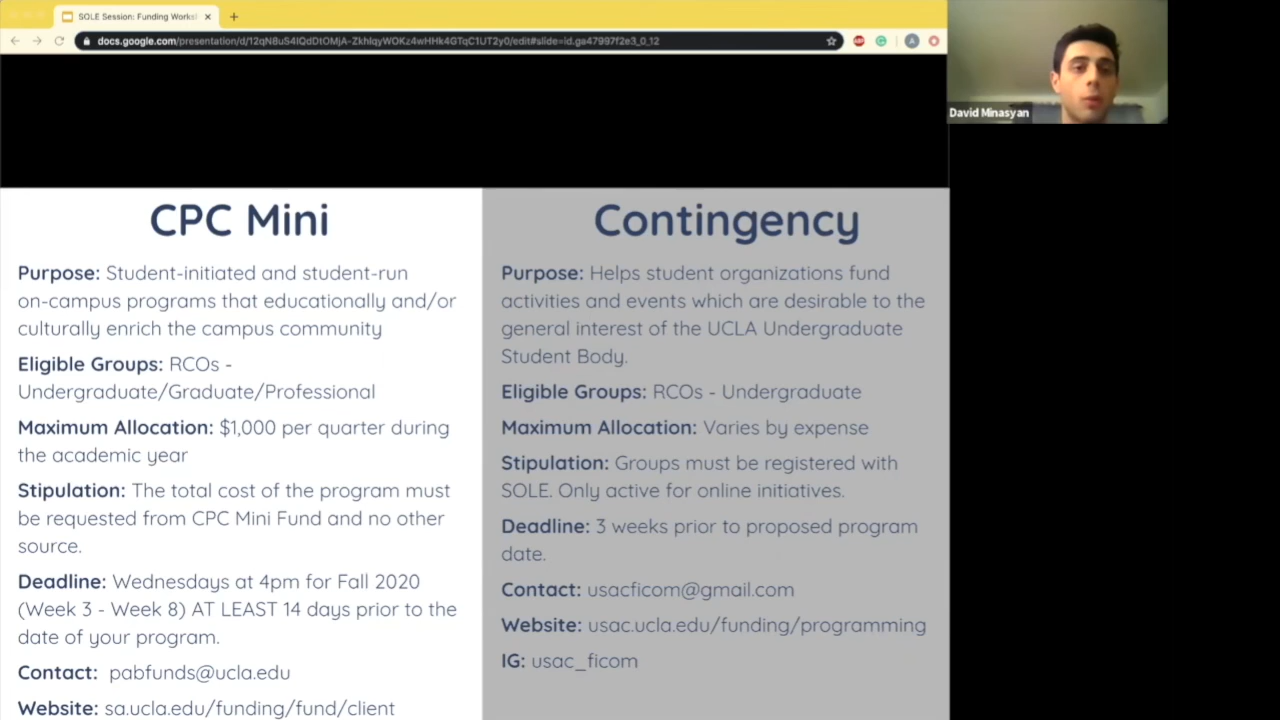 SOLE Session: Funding Worksh
docs.google.com/presentation/d/12qN8uS4IQdDtOMjA-ZkhIqyWOKz4wHHk4GTqC1UT2y0/edit#slide=id.ga47997f2e3_0_12
A
David Minasyan
CPC Mini
Purpose: Student-initiated and student-run
on-campus programs that educationally and/or
culturally enrich the campus community
Eligible Groups: RCOs -
Undergraduate/Graduate/Professional
Maximum Allocation: $1,000 per quarter during
the academic year
Stipulation: The total cost of the program must
be requested from CPC Mini Fund and no other
source.
Deadline: Wednesdays at 4pm for Fall 2020
(Week 3 - Week 8) AT LEAST 14 days prior to the
date of your program.
Contact: pabfunds@ucla.edu
Website: sa.ucla.edu/funding/fund/client
Contingency
Purpose: Helps student organizations fund
activities and events which are desirable to the
general interest of the UCLA Undergraduate
Student Body.
Eligible Groups: RCOs - Undergraduate
Maximum Allocation: Varies by expense
Stipulation: Groups must be registered with
SOLE. Only active for online initiatives.
Deadline: 3 weeks prior to proposed program
date.
Contact: usacficom@gmail.com
Website: usac.ucla.edu/funding/programming
IG: usac_ficom